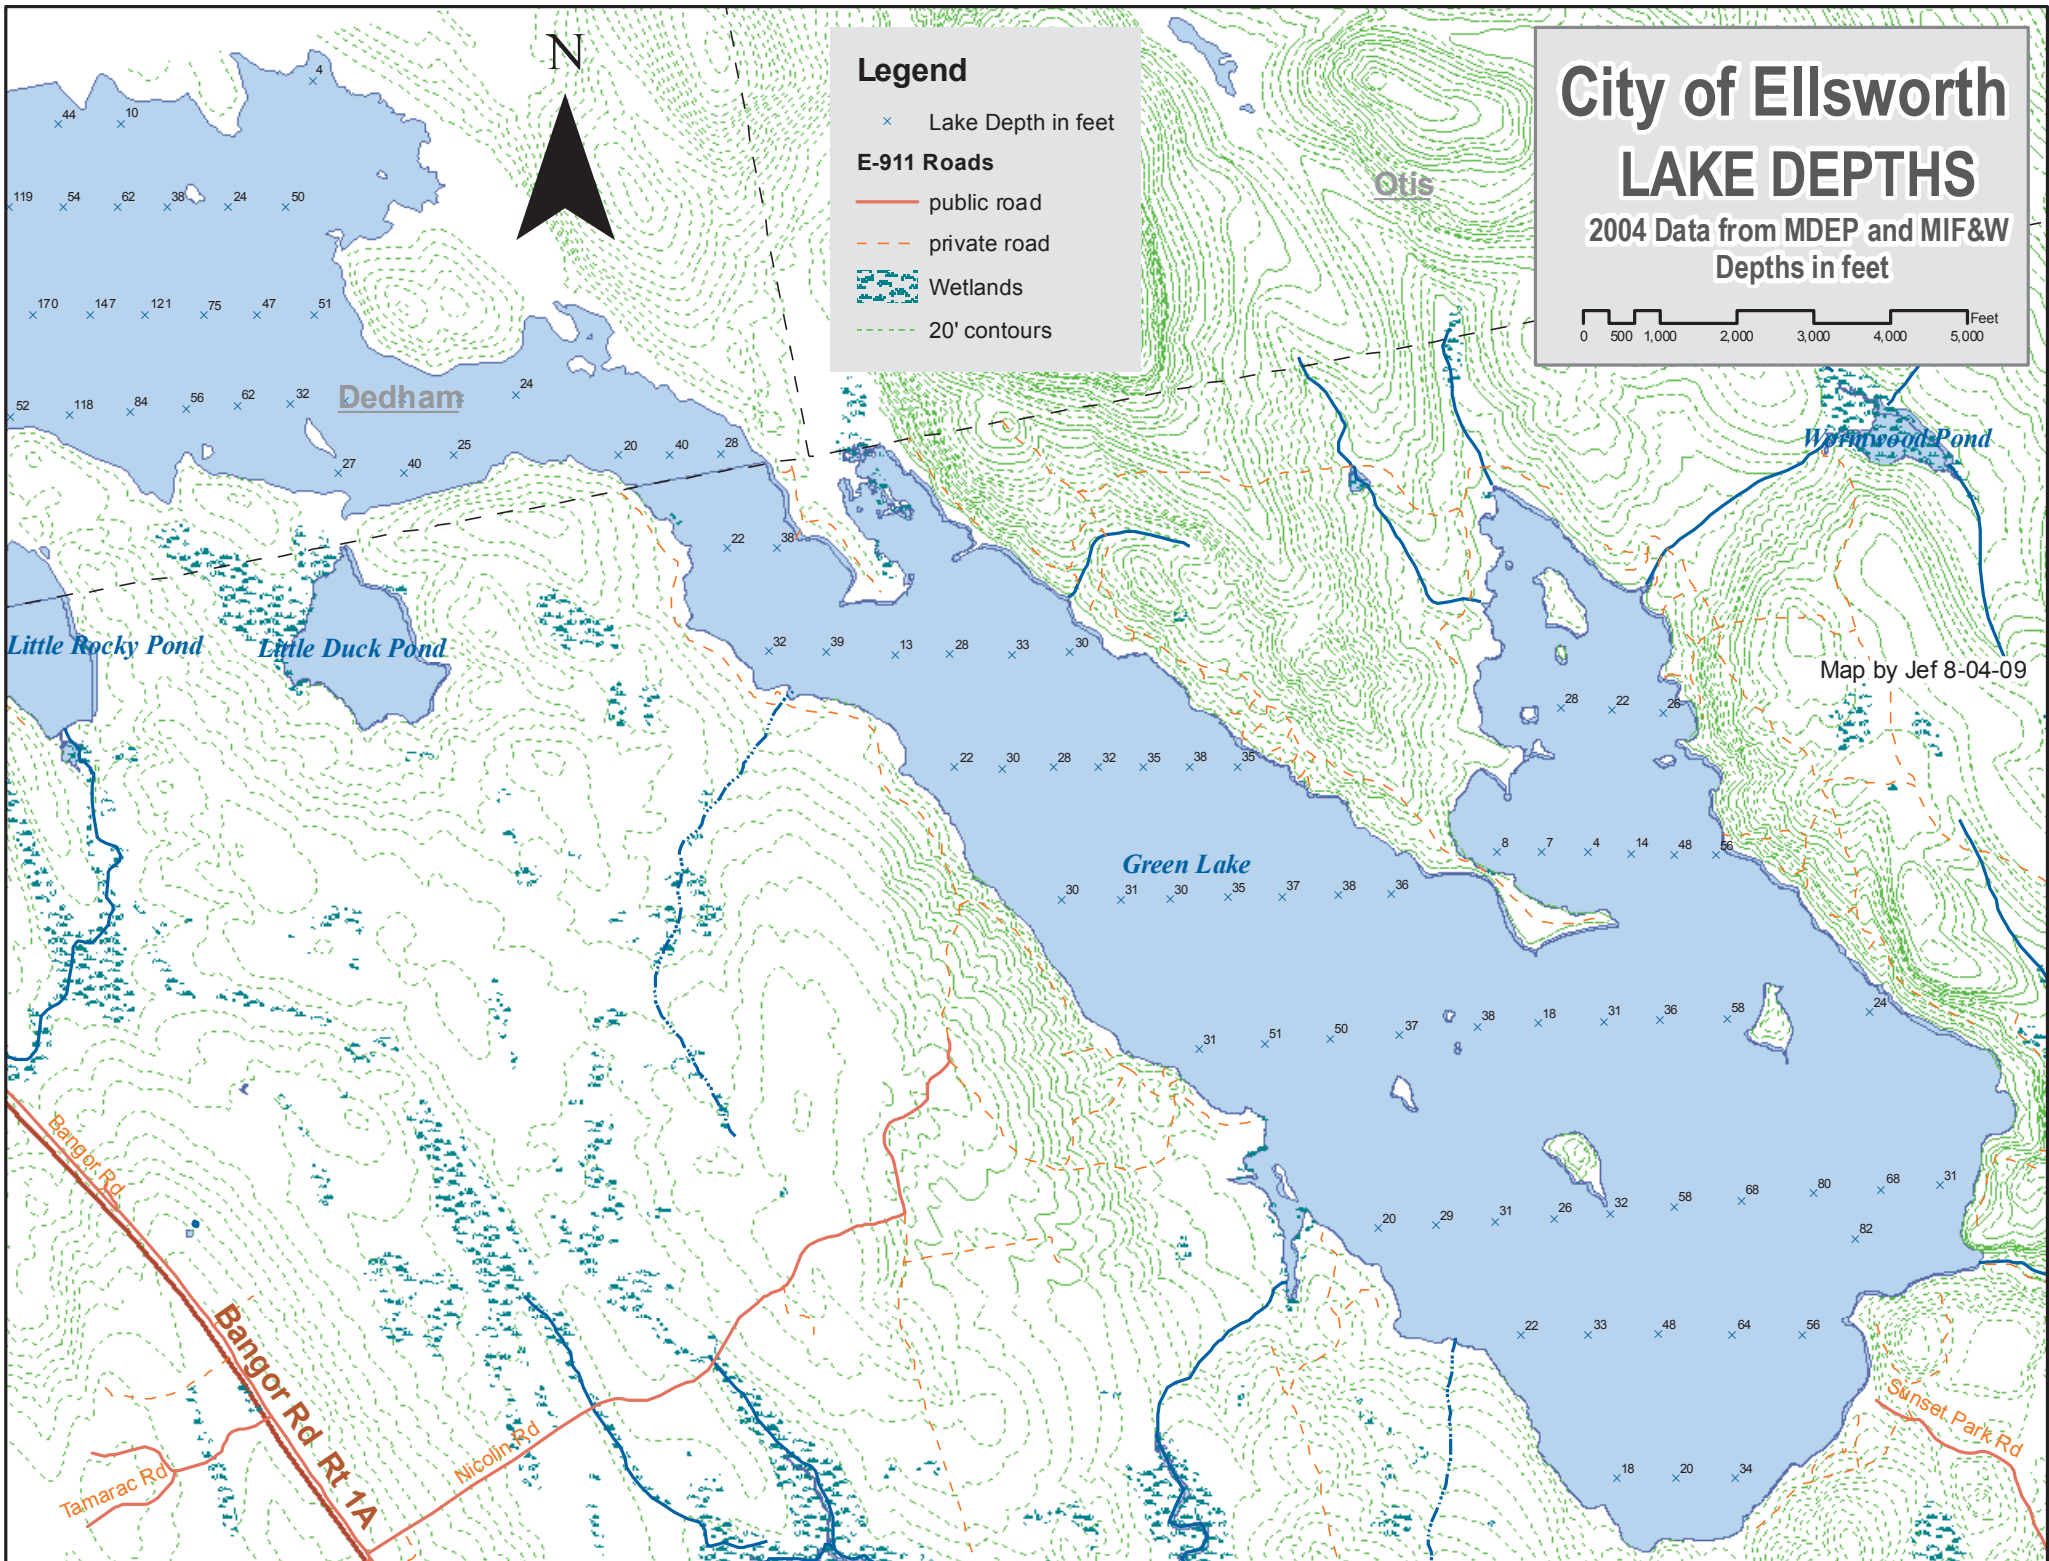 N
Legend
Lake Depth in feet
E-911 Roads
public road
private road
Wetlands
20' contours
City of Ellsworth
LAKE DEPTHS
2004 Data from MDEP and MIF&W
Depths in feet
0 500 1,000 2,000 3,000 4,000 5,000 Feet
Otis
4
44 10
119 54 62 38 24 50
170 147 121 75 47 51
52 118 84 56 62 32 24
Dedham
Wormwood Pond
27 40 25 20 40 28
22 38
Little Rocky Pond
Little Duck Pond
32 39 13 28 33 30
Map by Jef 8-04-09
28 22 26
22 30 28 32 35 38 35
8 7 4 14 48 56
Green Lake
30 31 30 35 37 38 36
31 51 50 37 38 18 31 36 58 24
Bangor Rd
20 29 31 26 32 58 68 80 68 31
82
22 33 48 64 56
Bangor Rd Rt 1A
Sunset Park Rd
Nicolin Rd
Tamarac Rd
18 20 34